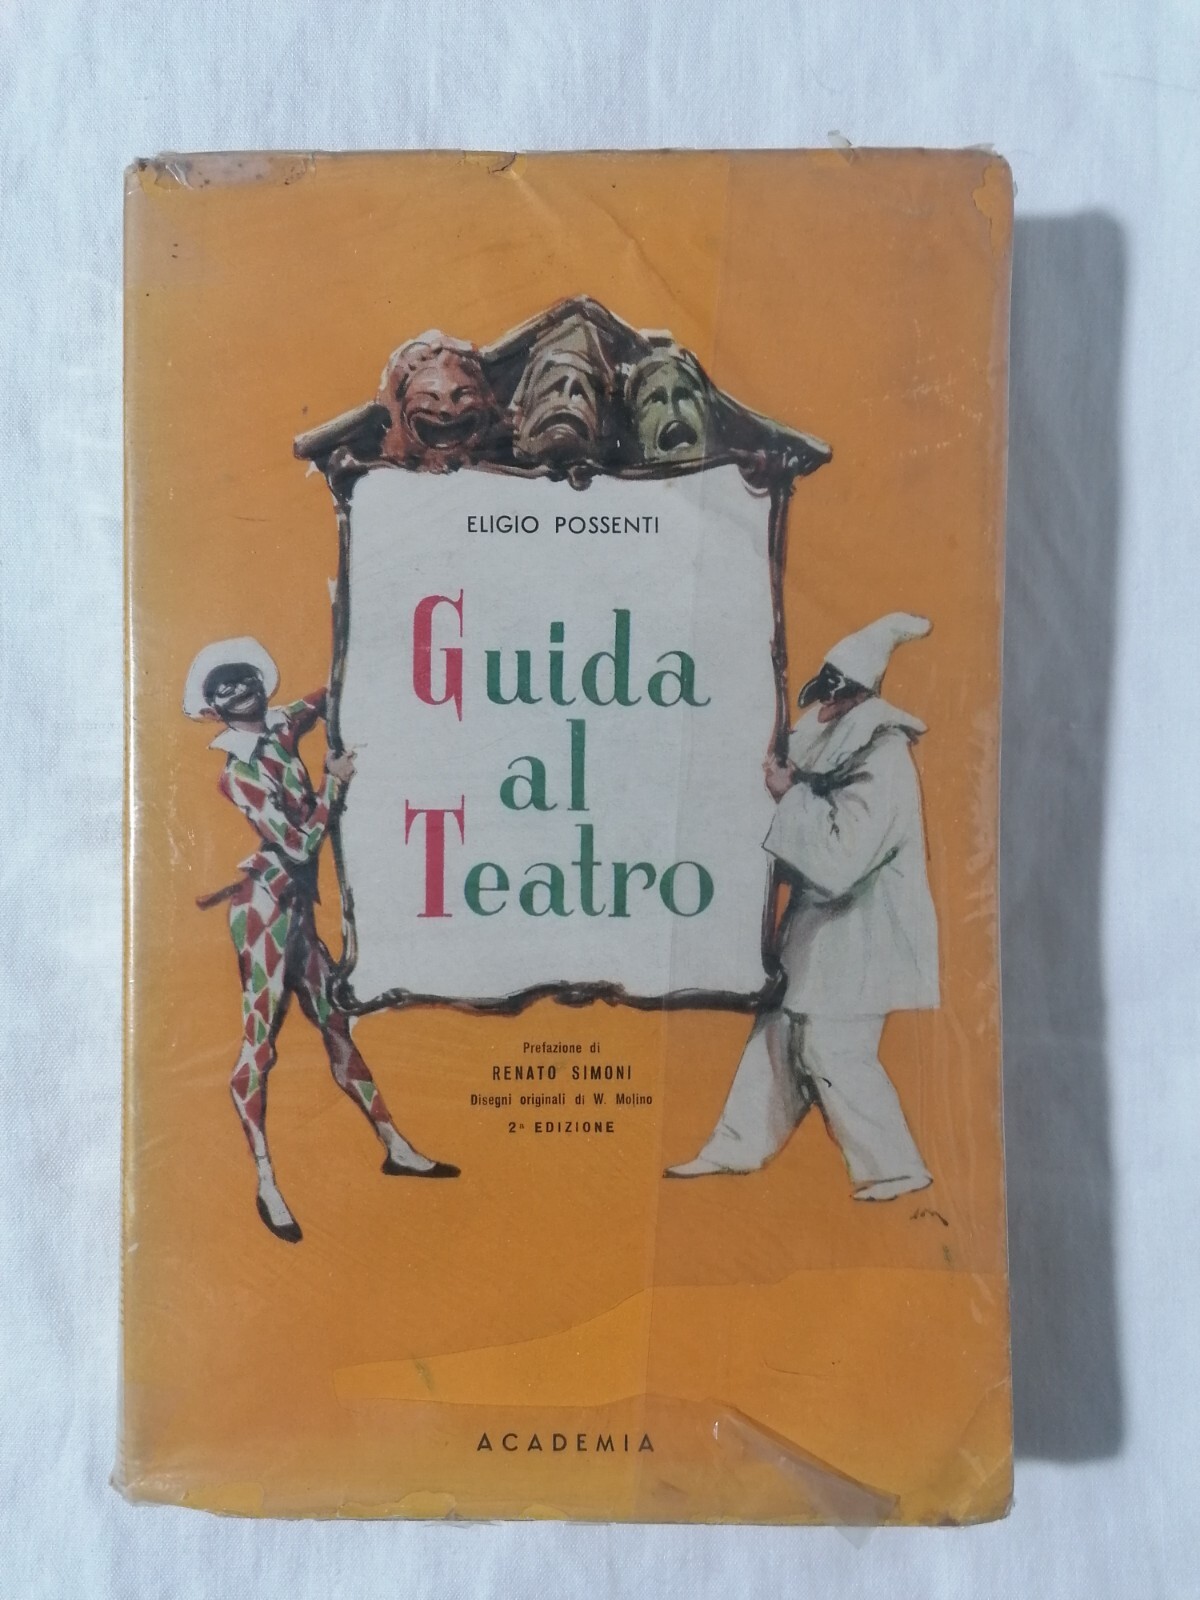 ELIGIO POSSENTI
Guida
al
Teatro
Prefazione di
RENATO SIMONI
Disegni originali di W. Molino
2ª EDIZIONE
ACADEMIA